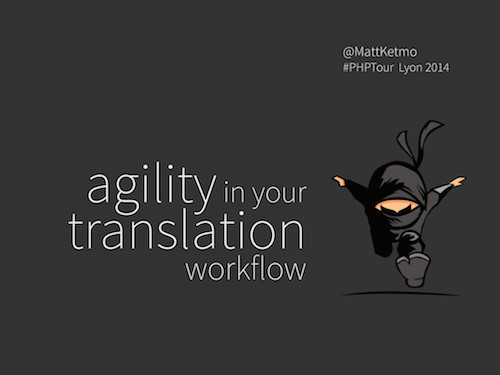 @MattKetmo
#PHPTour Lyon 2014
agility in your
translation
workflow